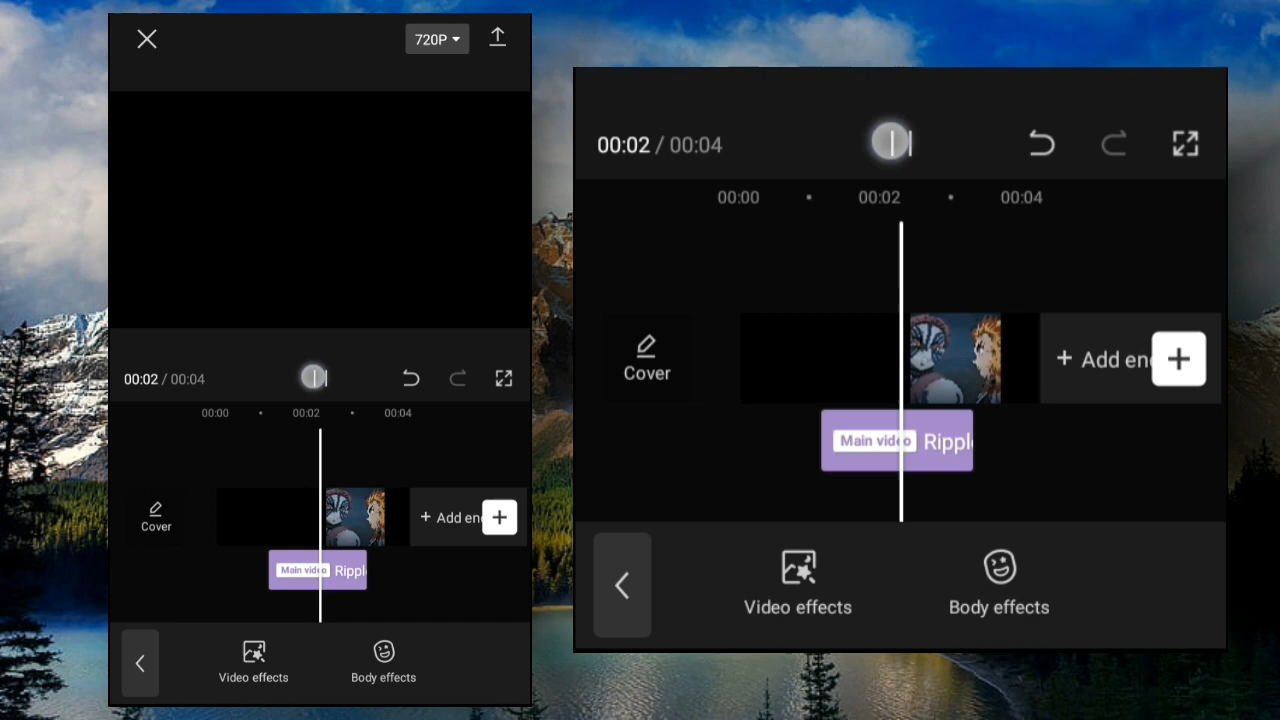 720P
00:02 / 00:04
00:00
00:02
00:04
Cover
+ Add en
+
Main video
Ripple
Video effects
Body effects
00:02 / 00:04
00:00
00:02
00:04
Cover
+ Add en
+
Main video
Ripple
Video effects
Body effects